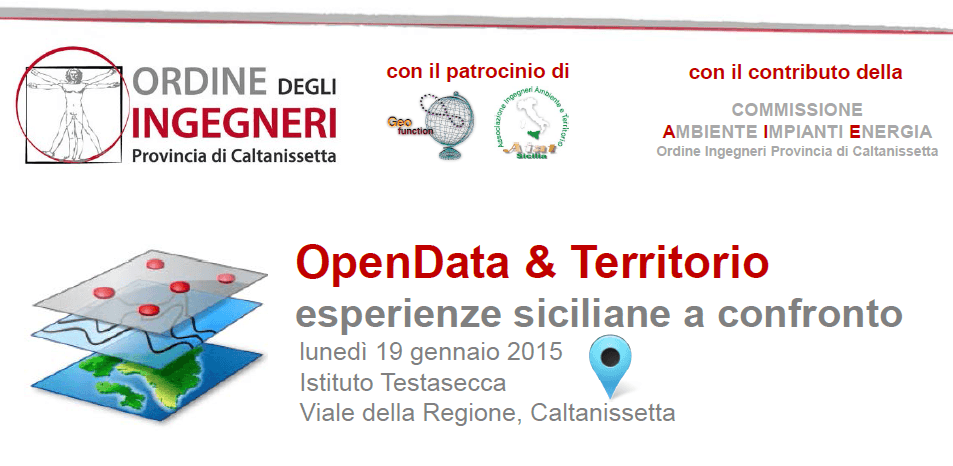 ORDINE DEGLI
INGEGNERI
Provincia di Caltanissetta
con il patrocinio di
Geo
function
Associazione Ingegneri Ambiente e Territorio
Aiat
Sicilia
con il contributo della
COMMISSIONE
AMBIENTE IMPIANTI ENERGIA
Ordine Ingegneri Provincia di Caltanissetta
OpenData & Territorio
esperienze siciliane a confronto
lunedì 19 gennaio 2015
Istituto Testasecca
Viale della Regione, Caltanissetta